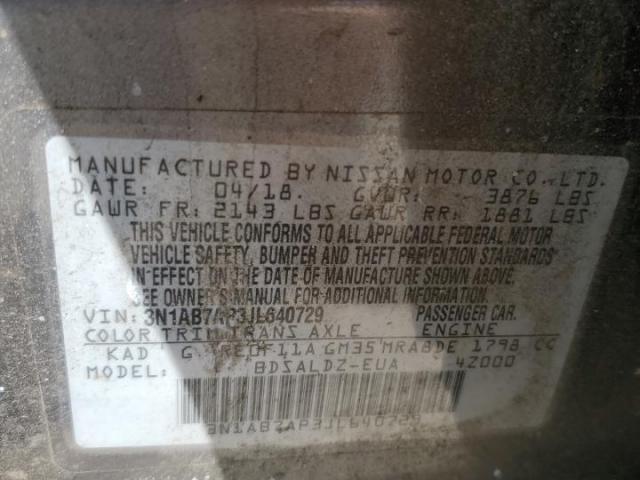 MANUFACTURED BY NISSAN MOTOR CO., LTD.
DATE: 04/18. GVWR: 3876 LBS
GAWR FR: 2143 LBS GAWR RR: 1881 LBS
THIS VEHICLE CONFORMS TO ALL APPLICABLE FEDERAL MOTOR
VEHICLE SAFETY, BUMPER AND THEFT PREVENTION STANDARDS
IN EFFECT ON THE DATE OF MANUFACTURE SHOWN ABOVE.
SEE OWNER'S MANUAL FOR ADDITIONAL INFORMATION.
VIN: 3N1AB7AP3JL640729 PASSENGER CAR.
COLOR TRIM TRANS AXLE ENGINE
KAD G RE0F11A GM35 MRA8DE 1798 CC
MODEL BDSALDZ-EUA 4Z000
3N1AB7AP3JL640729